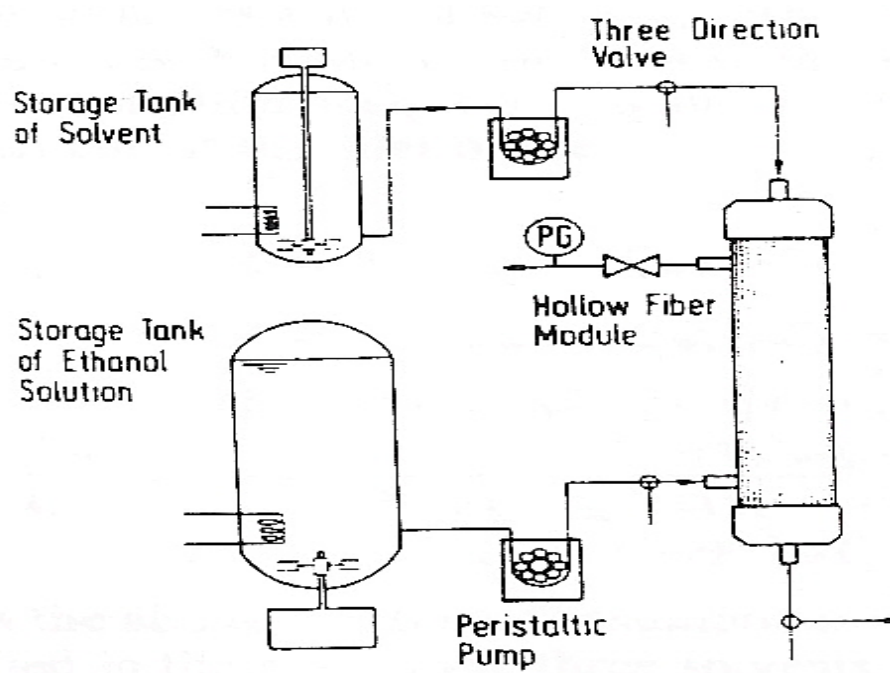 Three Direction
Valve
Storage Tank
of Solvent
PG
Hollow Fiber
Module
Storage Tank
of Ethanol
Solution
Peristaltic
Pump